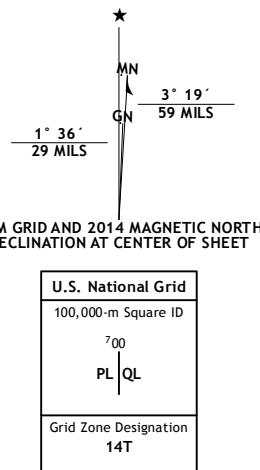 ★
MN
3° 19´
59 MILS
GN
1° 36´
29 MILS
M GRID AND 2014 MAGNETIC NORTH
ECLINATION AT CENTER OF SHEET
U.S. National Grid
100,000-m Square ID
⁷00
PL QL
Grid Zone Designation
14T